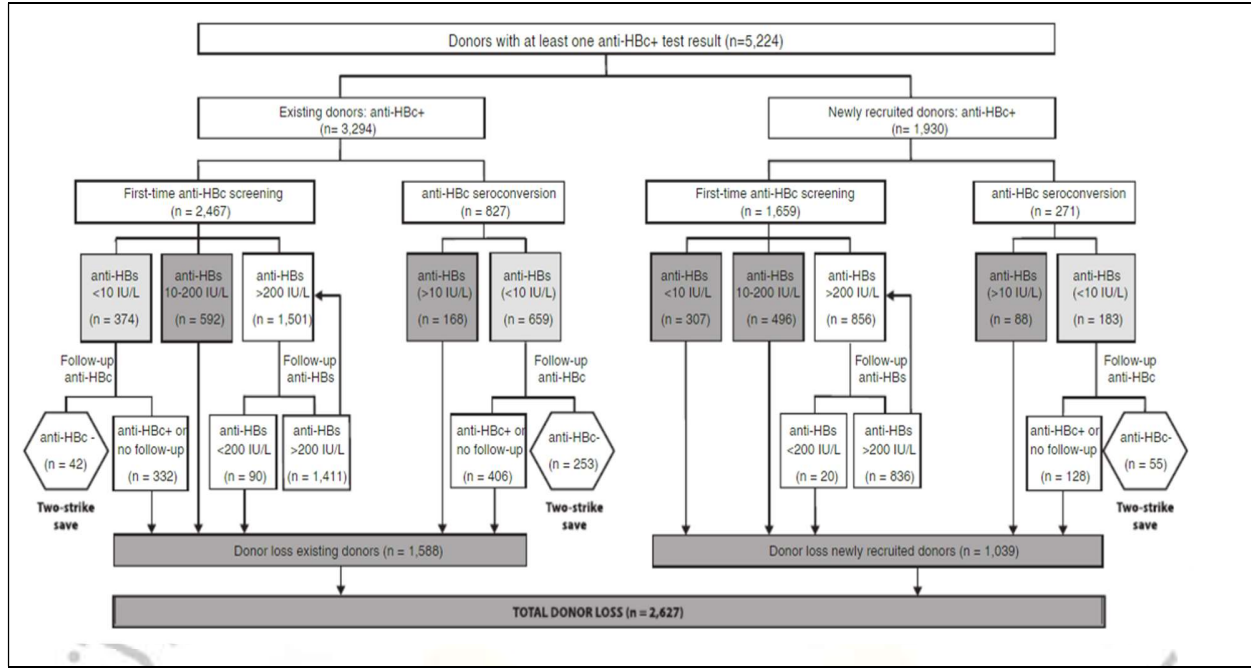 Donors with at least one anti-HBc+ test result (n=5,224)
Existing donors: anti-HBc+
(n= 3,294)
Newly recruited donors: anti-HBc+
(n= 1,930)
First-time anti-HBc screening
(n = 2,467)
anti-HBc seroconversion
(n = 827)
First-time anti-HBc screening
(n = 1,659)
anti-HBc seroconversion
(n = 271)
anti-HBs
<10 IU/L
(n = 374)
anti-HBs
10-200 IU/L
(n = 592)
anti-HBs
>200 IU/L
(n = 1,501)
anti-HBs
(>10 IU/L)
(n = 168)
anti-HBs
(<10 IU/L)
(n = 659)
anti-HBs
<10 IU/L
(n = 307)
anti-HBs
10-200 IU/L
(n = 496)
anti-HBs
>200 IU/L
(n = 856)
anti-HBs
(>10 IU/L)
(n = 88)
anti-HBs
(<10 IU/L)
(n = 183)
Follow-up
anti-HBc
Follow-up
anti-HBs
Follow-up
anti-HBc
Follow-up
anti-HBs
Follow-up
anti-HBc
anti-HBc -
(n = 42)
Two-strike
save
anti-HBc+ or
no follow-up
(n = 332)
anti-HBs
<200 IU/L
(n = 90)
anti-HBs
>200 IU/L
(n = 1,411)
anti-HBc+ or
no follow-up
(n = 406)
anti-HBc-
(n = 253)
Two-strike
save
anti-HBs
<200 IU/L
(n = 20)
anti-HBs
>200 IU/L
(n = 836)
anti-HBc+ or
no follow-up
(n = 128)
anti-HBc-
(n = 55)
Two-strike
save
Donor loss existing donors (n = 1,588)
Donor loss newly recruited donors (n = 1,039)
TOTAL DONOR LOSS (n = 2,627)